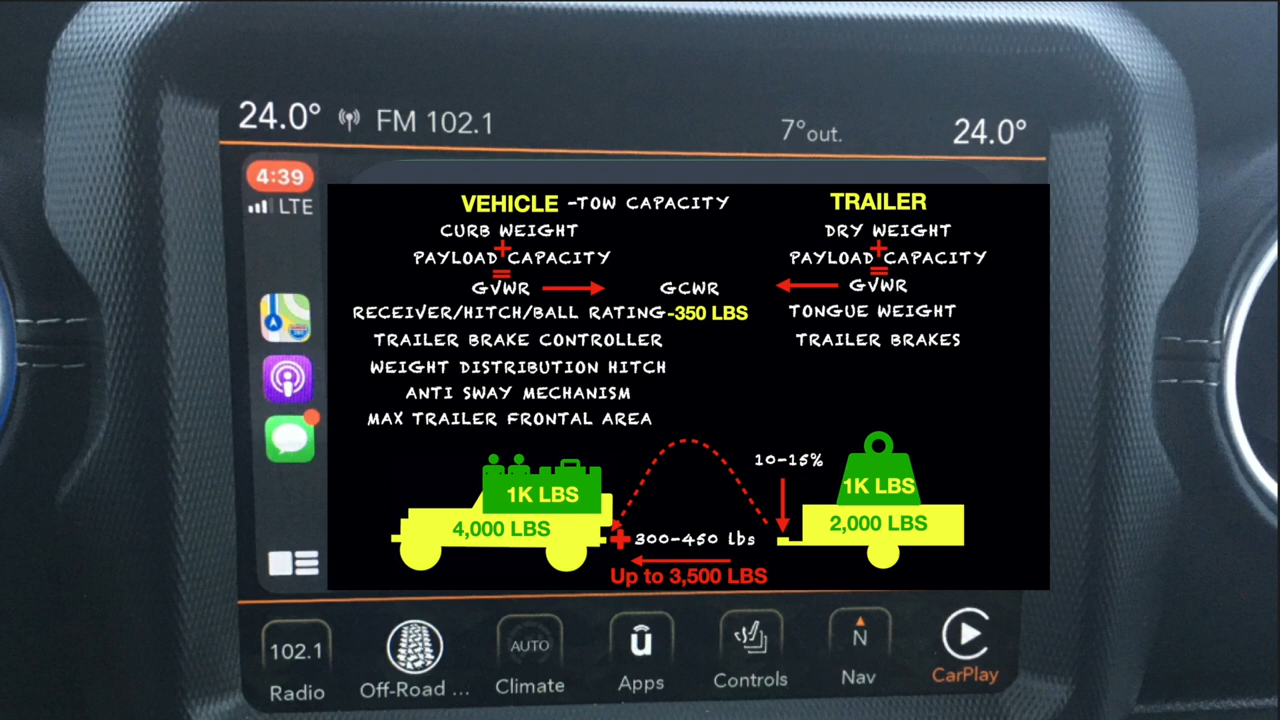 24.0° FM 102.1 7°out. 24.0°
4:39
LTE
VEHICLE -TOW CAPACITY
CURB WEIGHT
+
PAYLOAD CAPACITY
=
GVWR
GCWR
RECEIVER/HITCH/BALL RATING-350 LBS
TRAILER BRAKE CONTROLLER
WEIGHT DISTRIBUTION HITCH
ANTI SWAY MECHANISM
MAX TRAILER FRONTAL AREA
TRAILER
DRY WEIGHT
+
PAYLOAD CAPACITY
=
GVWR
TONGUE WEIGHT
TRAILER BRAKES
1K LBS
4,000 LBS
+ 300-450 lbs
Up to 3,500 LBS
10-15%
1K LBS
2,000 LBS
280
102.1 AUTO û N
Radio Off-Road ... Climate Apps Controls Nav CarPlay